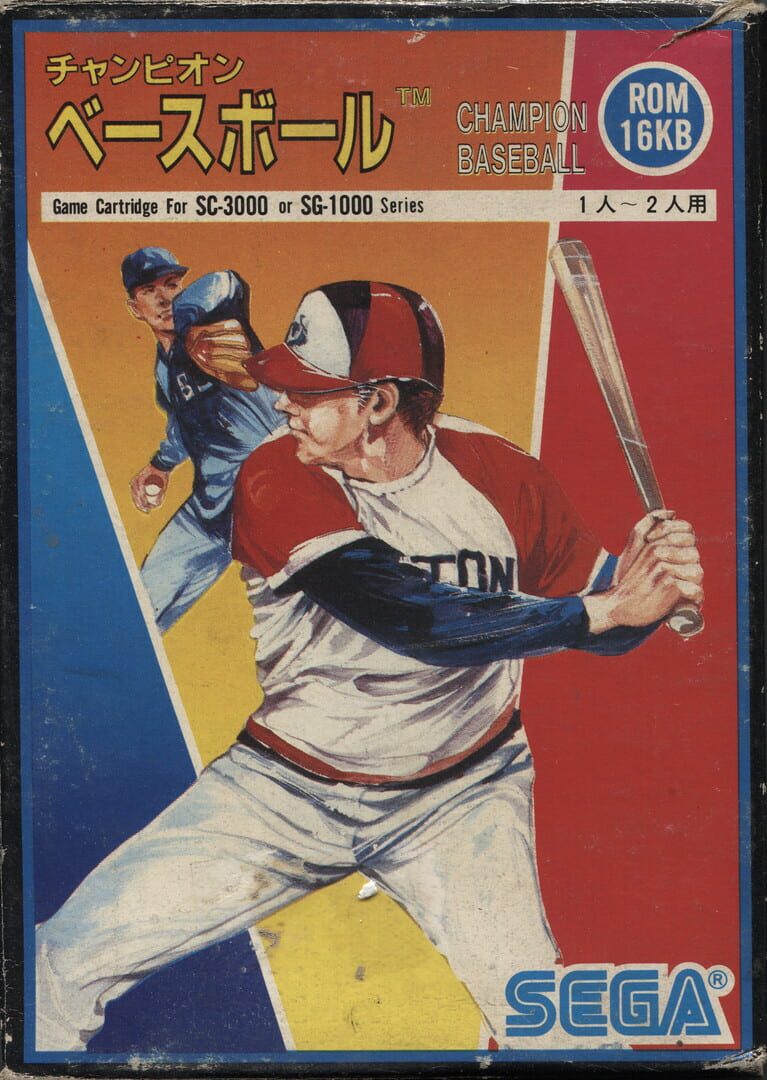 チャンピオン
ベースボール™
CHAMPION
BASEBALL
ROM
16KB
Game Cartridge For SC-3000 or SG-1000 Series
1人～2人用
TON
SEGA®